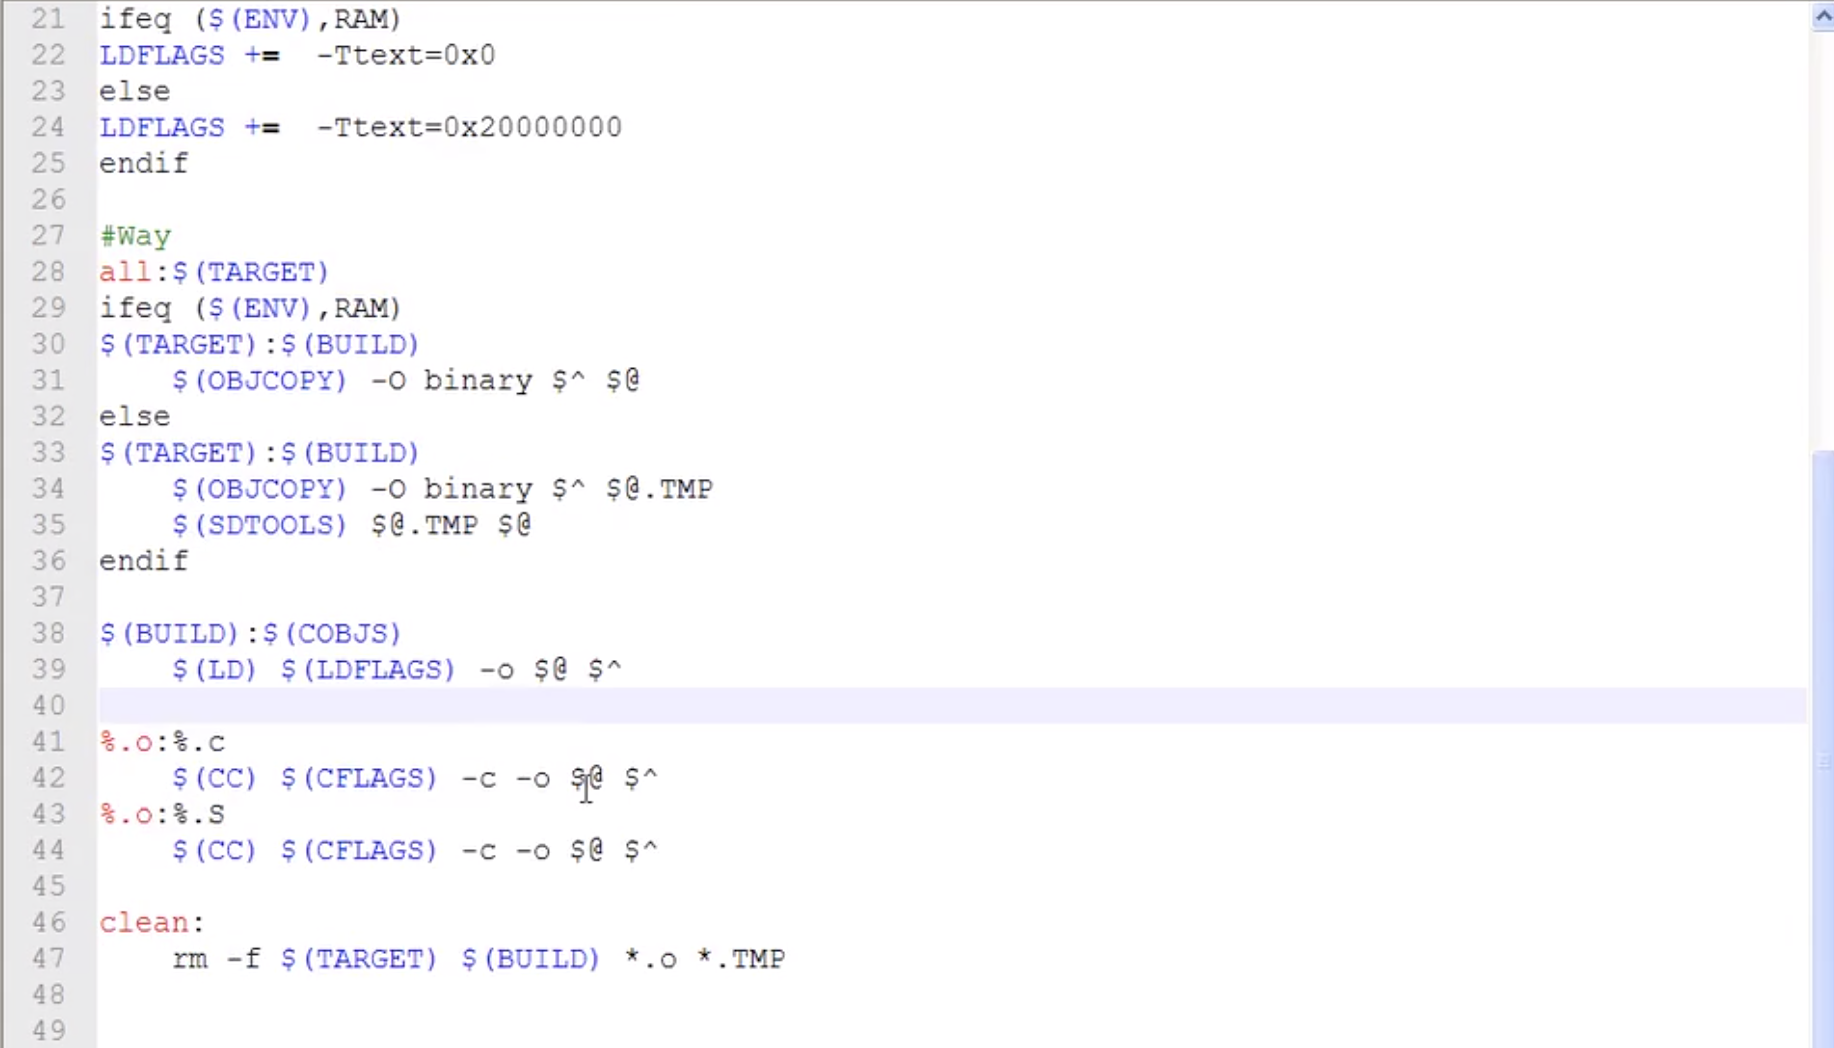 21 ifeq ($(ENV),RAM)
22 LDFLAGS +=  -Ttext=0x0
23 else
24 LDFLAGS +=  -Ttext=0x20000000
25 endif
26
27 #Way
28 all:$(TARGET)
29 ifeq ($(ENV),RAM)
30 $(TARGET):$(BUILD)
31     $(OBJCOPY) -O binary $^ $@
32 else
33 $(TARGET):$(BUILD)
34     $(OBJCOPY) -O binary $^ $@.TMP
35     $(SDTOOLS) $@.TMP $@
36 endif
37
38 $(BUILD):$(COBJS)
39     $(LD) $(LDFLAGS) -o $@ $^
40
41 %.o:%.c
42     $(CC) $(CFLAGS) -c -o $@ $^
43 %.o:%.S
44     $(CC) $(CFLAGS) -c -o $@ $^
45
46 clean:
47     rm -f $(TARGET) $(BUILD) *.o *.TMP
48
49